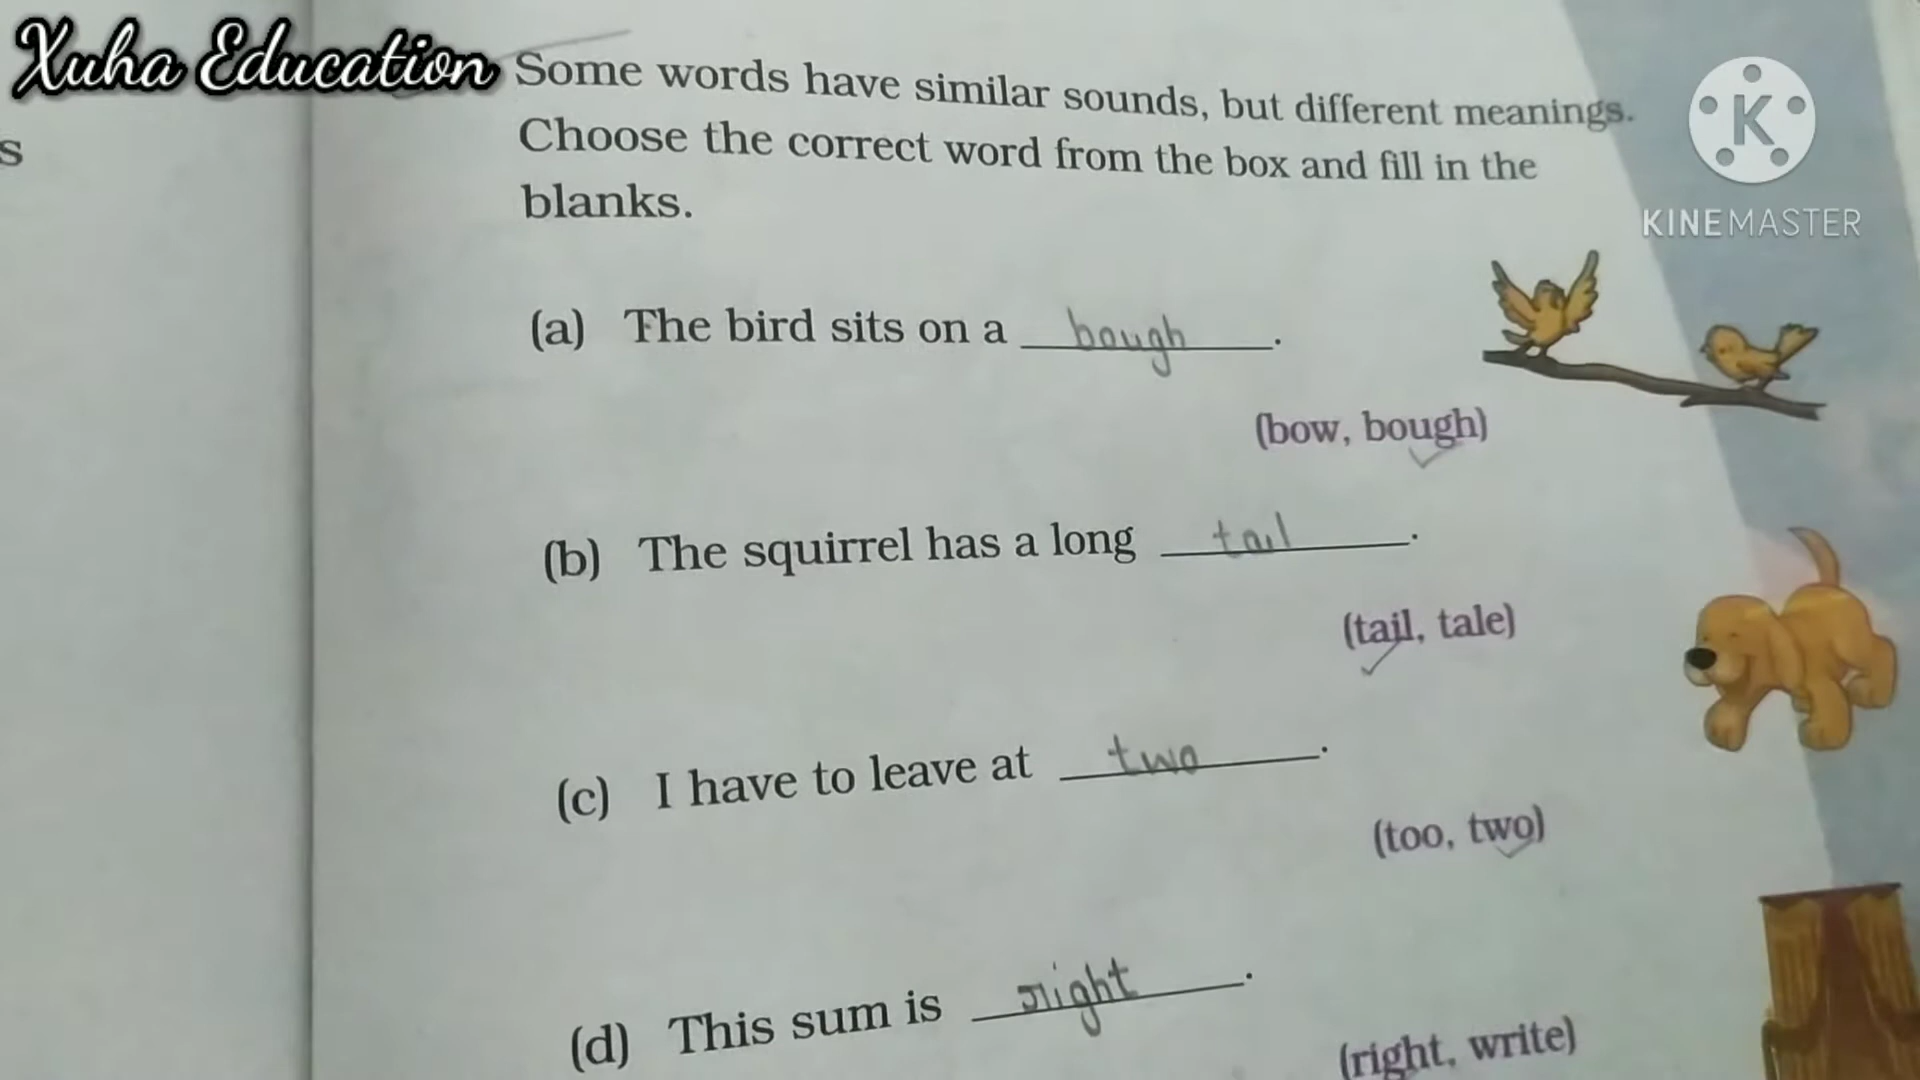 Xuha Education
s
Some words have similar sounds, but different meanings.
Choose the correct word from the box and fill in the
blanks.
K
KINEMASTER
(a) The bird sits on a bough.
(bow, bough)
(b) The squirrel has a long tail.
(tail, tale)
(c) I have to leave at two.
(too, two)
(d) This sum is right.
(right, write)